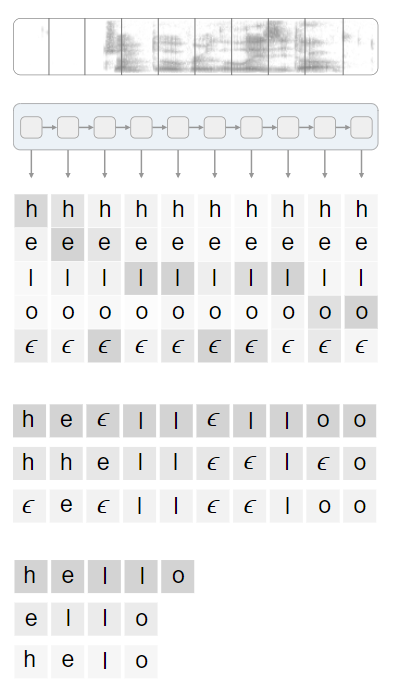 h h h h h h h h h h
e e e e e e e e e e
l l l l l l l l l l
o o o o o o o o o o
ϵ ϵ ϵ ϵ ϵ ϵ ϵ ϵ ϵ ϵ
h e ϵ l l ϵ l l o o
h h e l l ϵ ϵ l ϵ o
ϵ e ϵ l l ϵ ϵ l o o
h e l l o
e l l o
h e l o